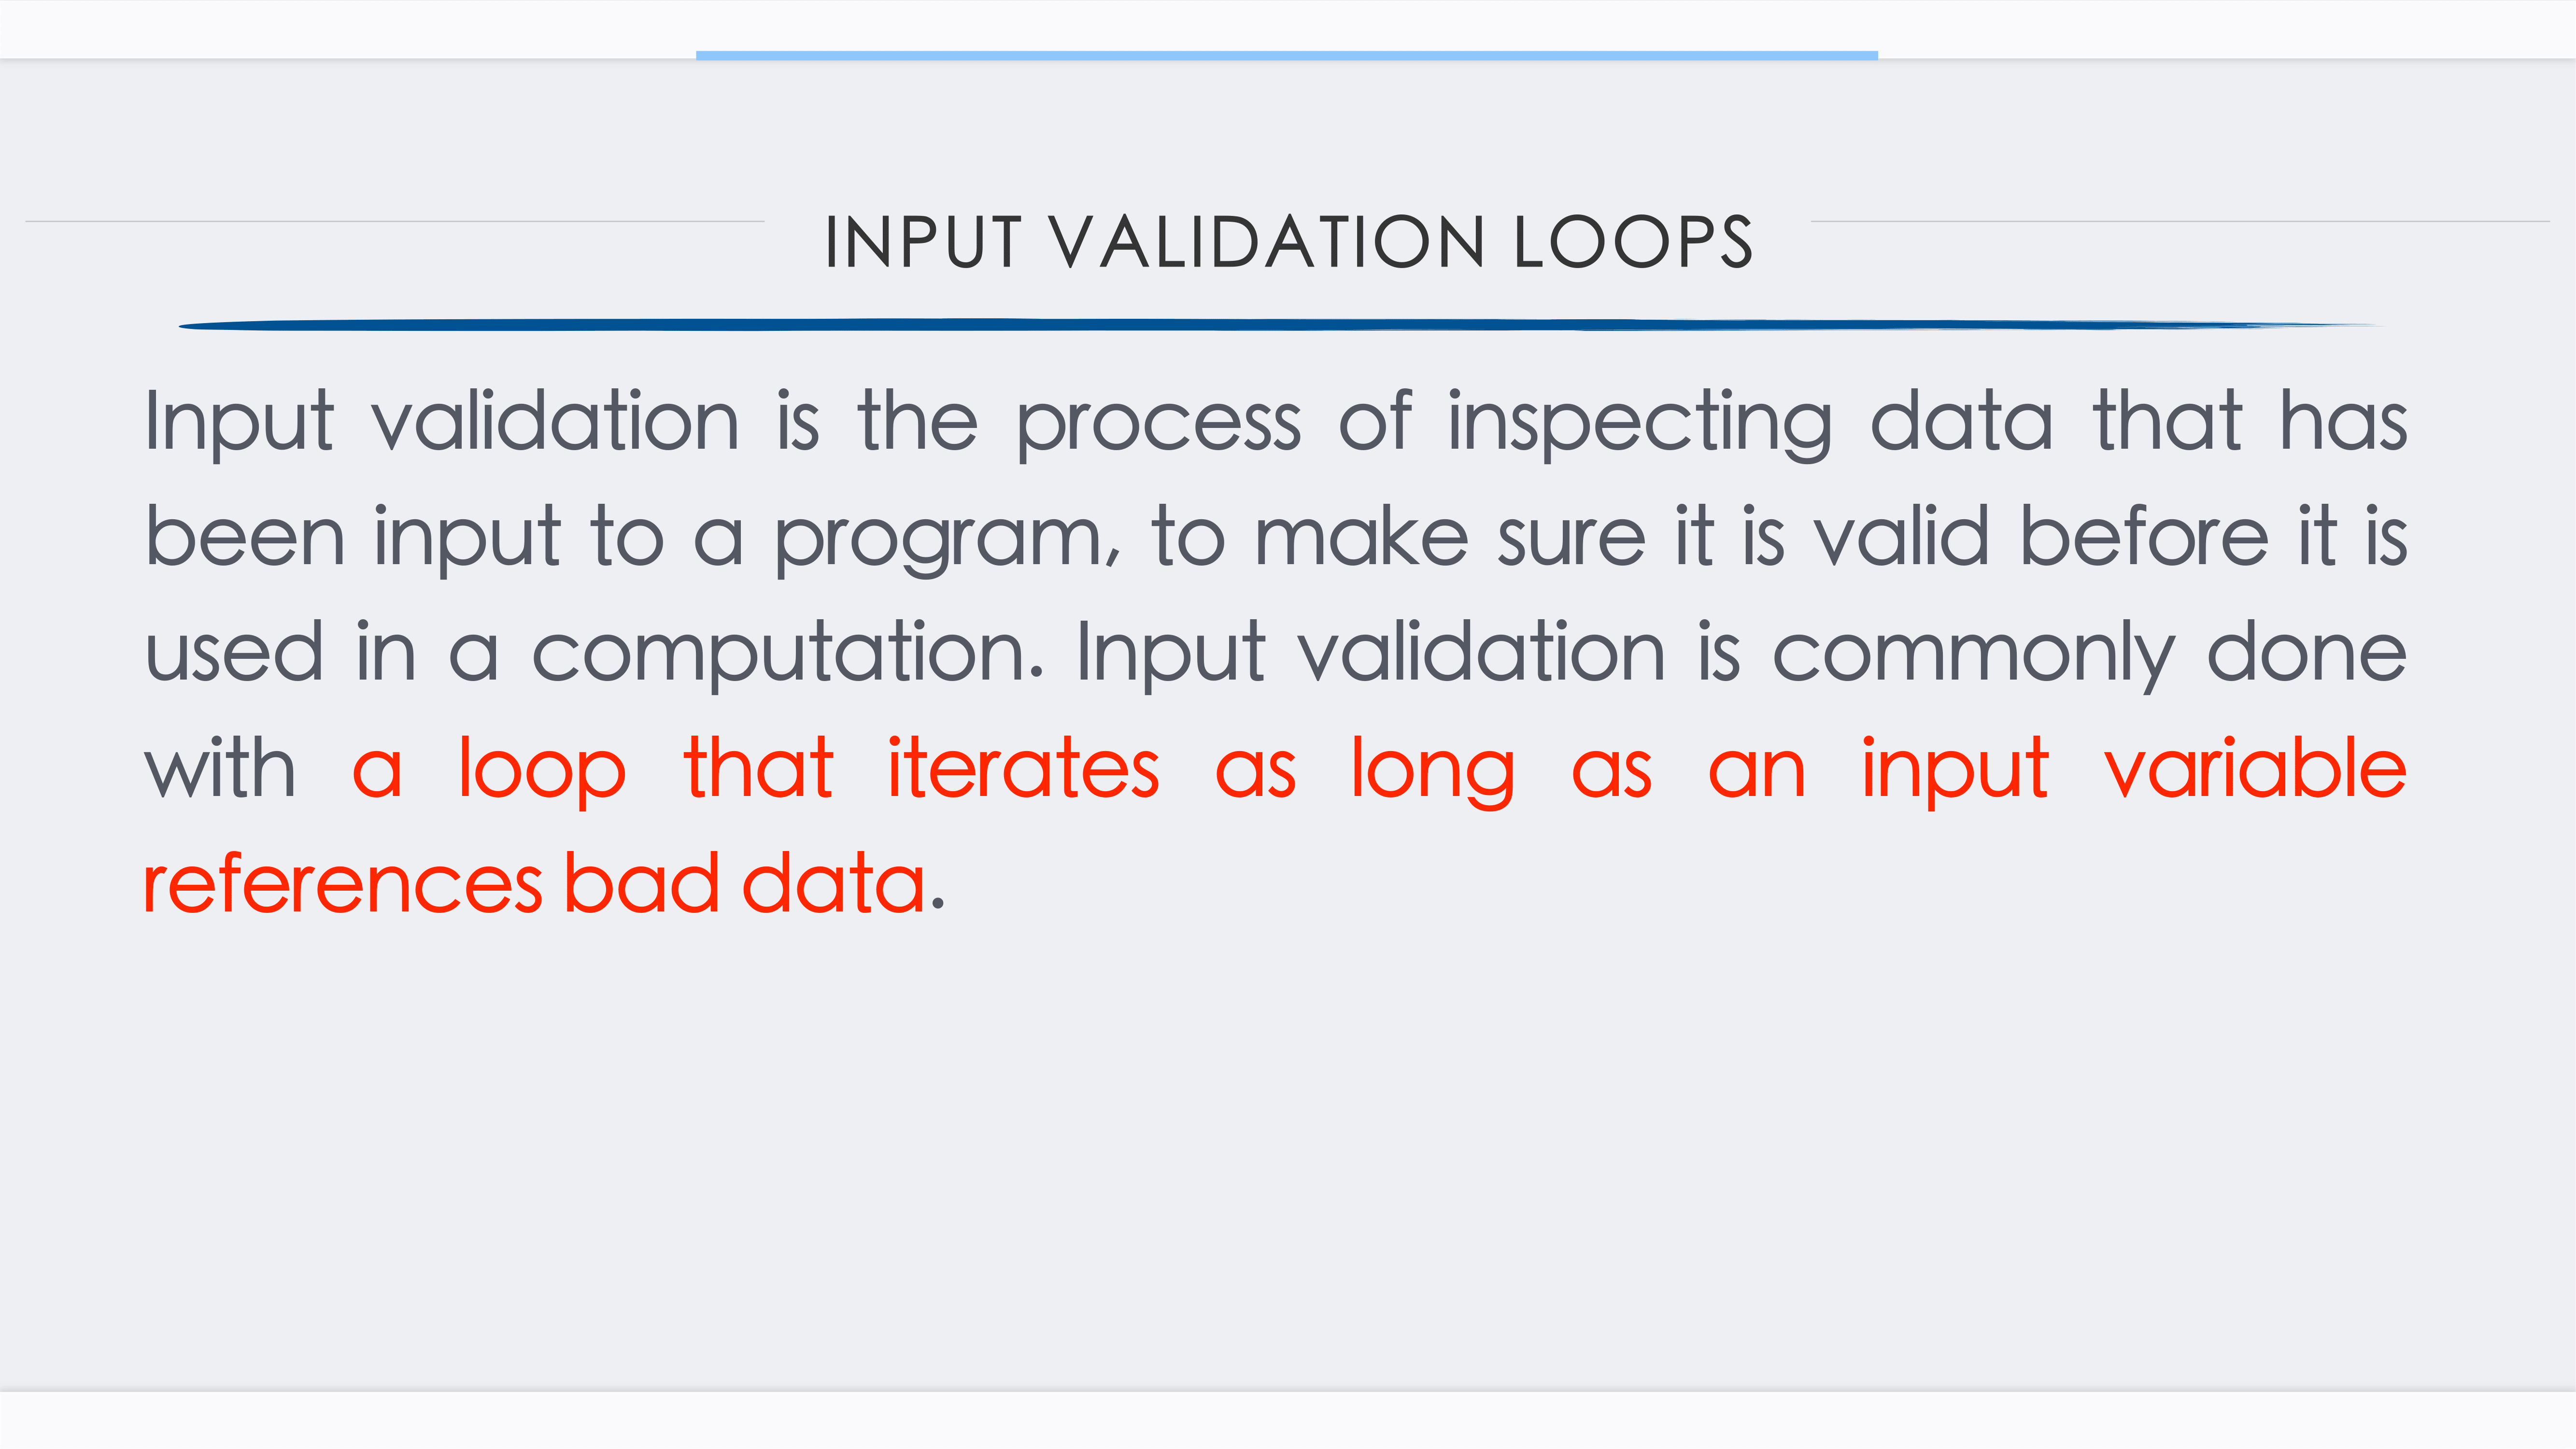 INPUT VALIDATION LOOPS
Input validation is the process of inspecting data that has
been input to a program, to make sure it is valid before it is
used in a computation. Input validation is commonly done
with a loop that iterates as long as an input variable
references bad data.